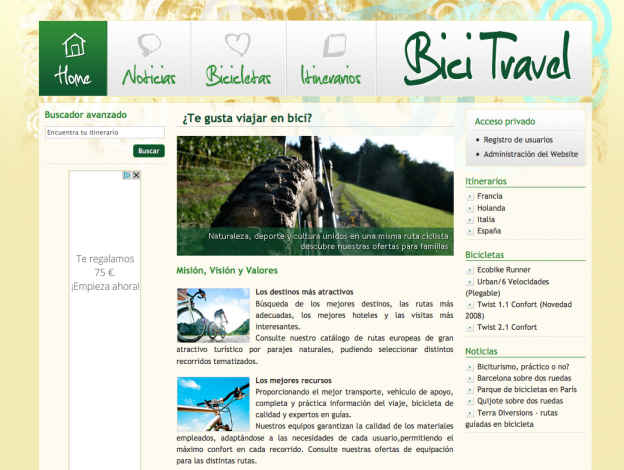 Home
Noticias
Bicicletas
Itinerarios
Bici Travel
Buscador avanzado
Encuentra tu itinerario
Buscar
Te regalamos
75 €.
¡Empieza ahora!
¿Te gusta viajar en bici?
Naturaleza, deporte y cultura unidos en una misma ruta ciclista
descubre nuestras ofertas para familias
Misión, Visión y Valores
Los destinos más atractivos
Búsqueda de los mejores destinos, las rutas más
adecuadas, los mejores hoteles y las visitas más
interesantes.
Consulte nuestro catálogo de rutas europeas de gran
atractivo turístico por parajes naturales, pudiendo seleccionar distintos
recorridos tematizados.
Los mejores recursos
Proporcionando el mejor transporte, vehículo de apoyo,
completa y práctica información del viaje, bicicleta de
calidad y expertos en guías.
Nuestros equipos garantizan la calidad de los materiales
empleados, adaptándose a las necesidades de cada usuario,permitiendo el
máximo confort en cada recorrido. Consulte nuestras ofertas de equipación
para las distintas rutas.
Acceso privado
Registro de usuarios
Administración del Website
Itinerarios
Francia
Holanda
Italia
España
Bicicletas
Ecobike Runner
Urban/6 Velocidades
(Plegable)
Twist 1.1 Confort (Novedad
2008)
Twist 2.1 Confort
Noticias
Biciturismo, práctico o no?
Barcelona sobre dos ruedas
Parque de bicicletas en París
Quijote sobre dos ruedas
Terra Diversions - rutas
guiadas en bicicleta